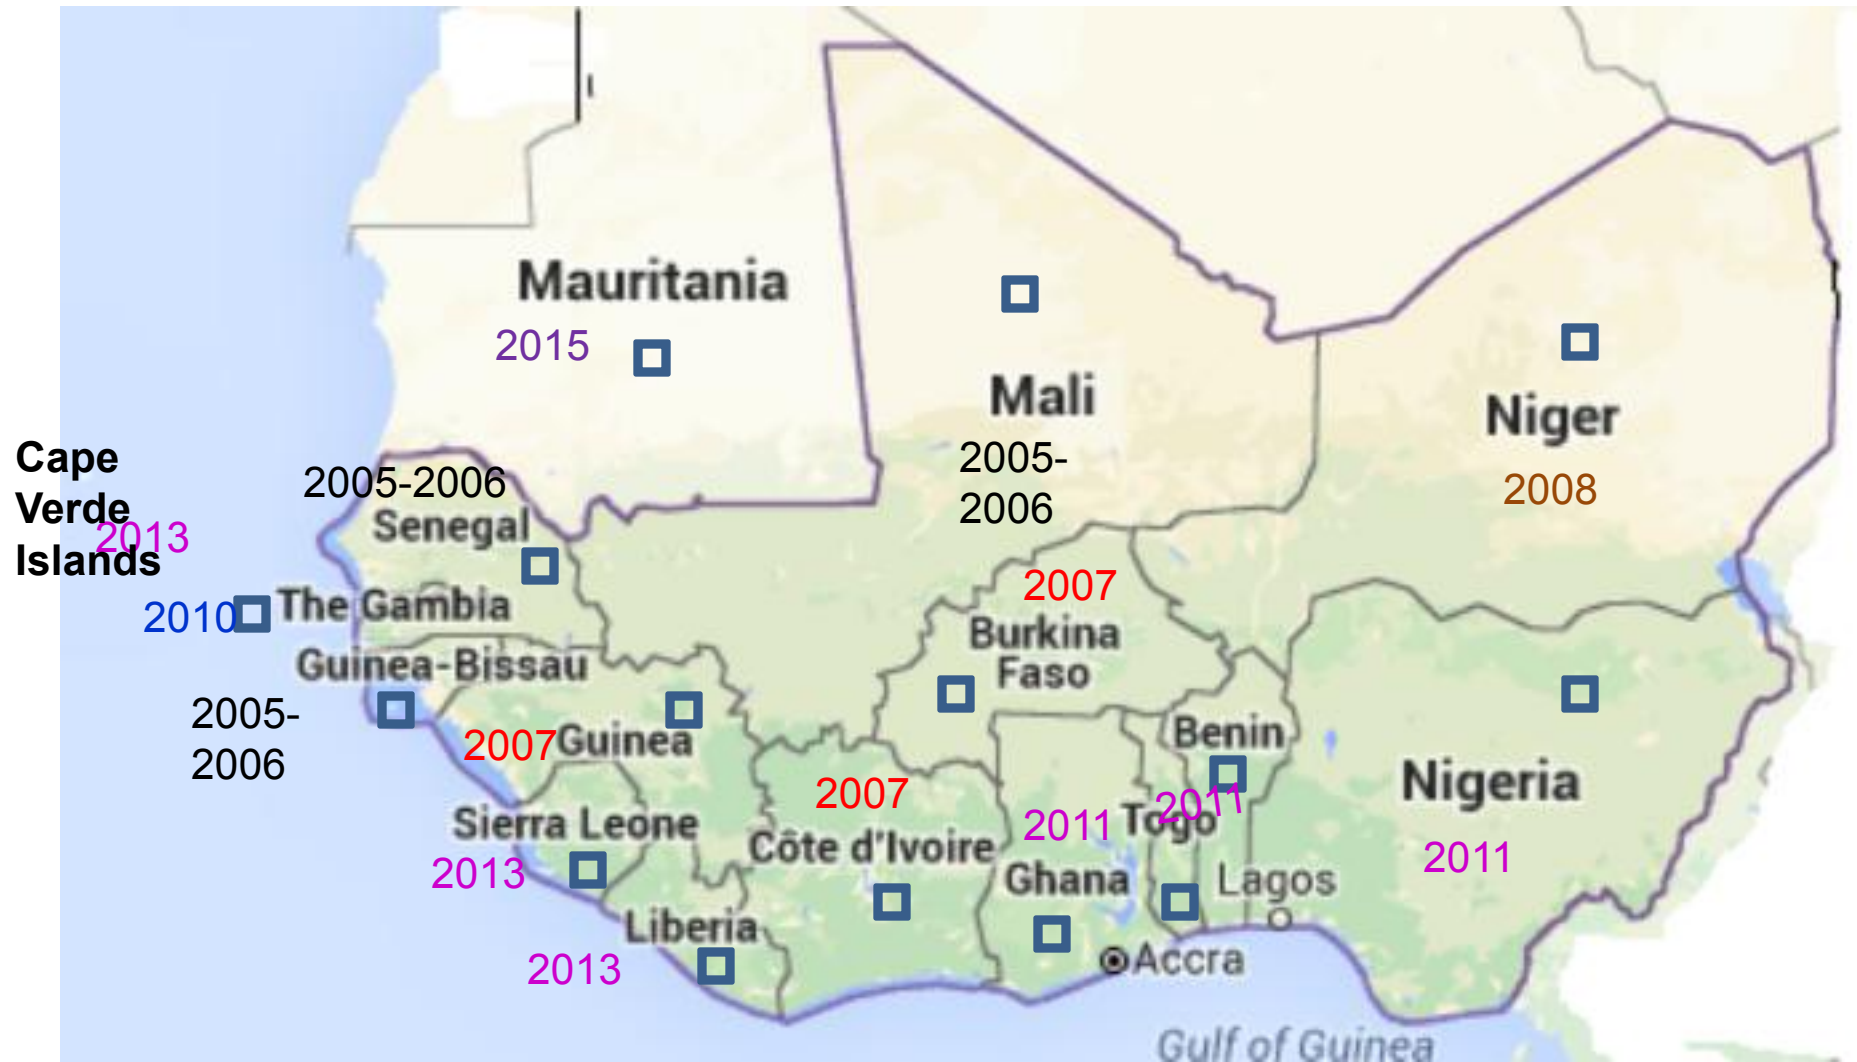 Mauritania
2015
Mali
2005-
2006
Niger
2008
Cape
Verde
Islands
2013
2005-2006
Senegal
2010
The Gambia
Guinea-Bissau
2005-
2006
2007
Guinea
2007
Burkina
Faso
Benin
2011
Nigeria
2011
Sierra Leone
2013
2007
Côte d'Ivoire
2011
Togo
Ghana
Lagos
Liberia
2013
Accra
Gulf of Guinea